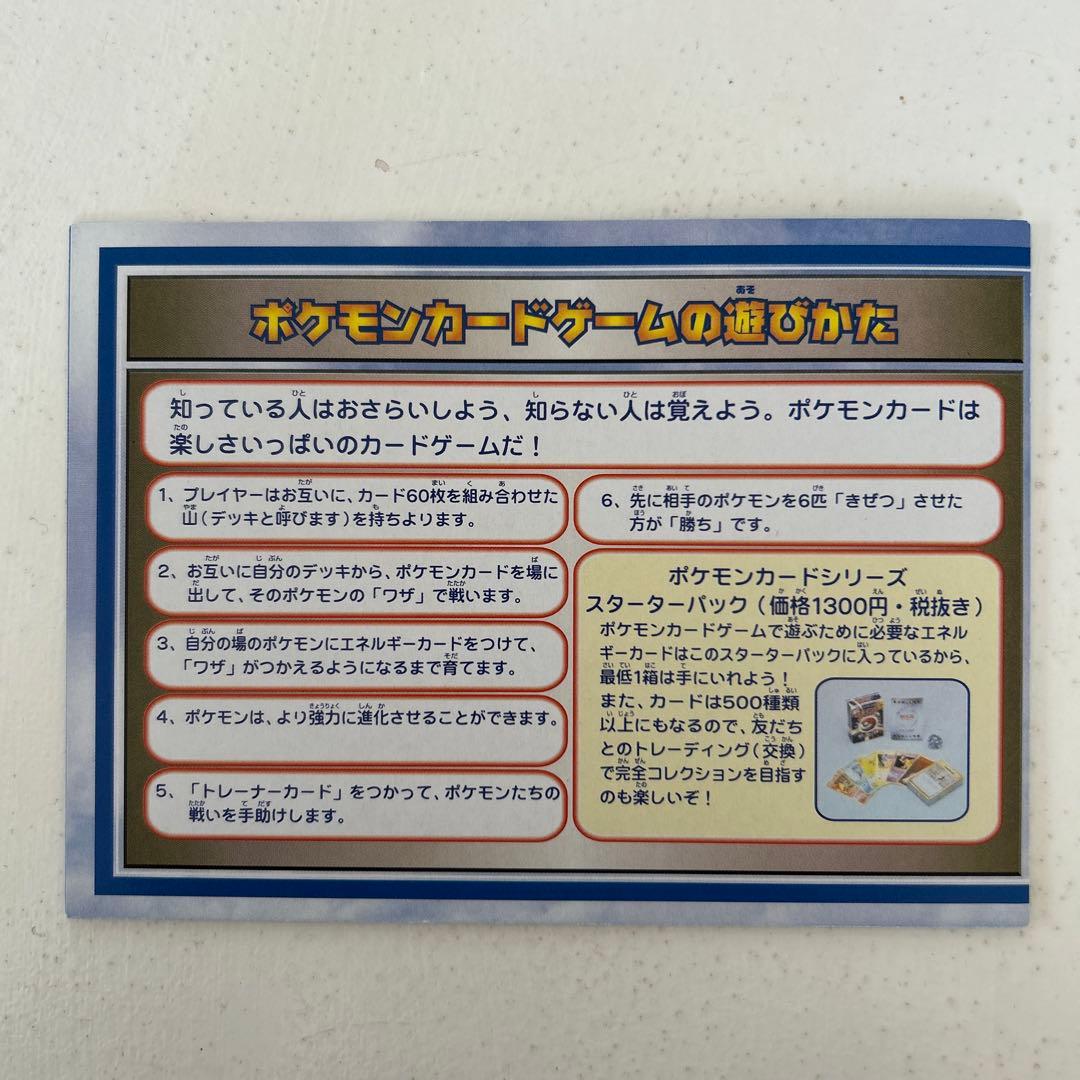 ポケモンカードゲームの遊びかた
知っている人はおさらいしよう、知らない人は覚えよう。ポケモンカードは
楽しさいっぱいのカードゲームだ！
1、プレイヤーはお互いに、カード60枚を組み合わせた
山（デッキと呼びます）を持ちよります。
2、お互いに自分のデッキから、ポケモンカードを場に
出して、そのポケモンの「ワザ」で戦います。
3、自分の場のポケモンにエネルギーカードをつけて、
「ワザ」がつかえるようになるまで育てます。
4、ポケモンは、より強力に進化させることができます。
5、「トレーナーカード」をつかって、ポケモンたちの
戦いを手助けします。
6、先に相手のポケモンを6匹「きぜつ」させた
方が「勝ち」です。
ポケモンカードシリーズ
スターターパック（価格1300円・税抜き）
ポケモンカードゲームで遊ぶために必要なエネル
ギーカードはこのスターターパックに入っているから、
最低1箱は手にいれよう！
また、カードは500種類
以上にもなるので、友だち
とのトレーディング（交換）
で完全コレクションを目指す
のも楽しいぞ！